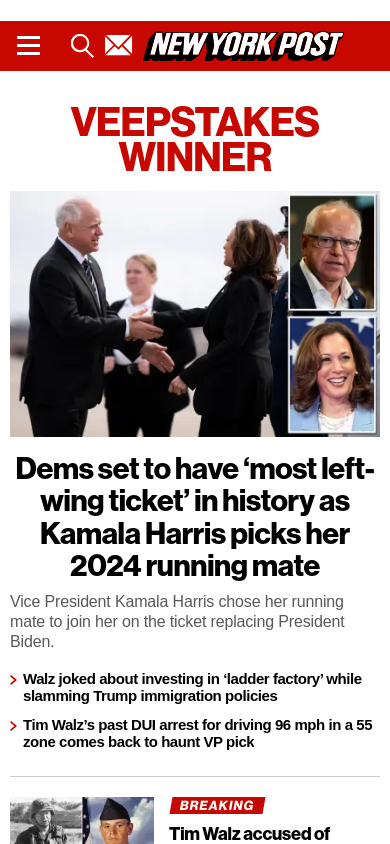 NEW YORK POST
VEEPSTAKES
WINNER
Dems set to have ‘most left-
wing ticket’ in history as
Kamala Harris picks her
2024 running mate
Vice President Kamala Harris chose her running
mate to join her on the ticket replacing President
Biden.
Walz joked about investing in ‘ladder factory’ while
slamming Trump immigration policies
Tim Walz’s past DUI arrest for driving 96 mph in a 55
zone comes back to haunt VP pick
BREAKING
Tim Walz accused of